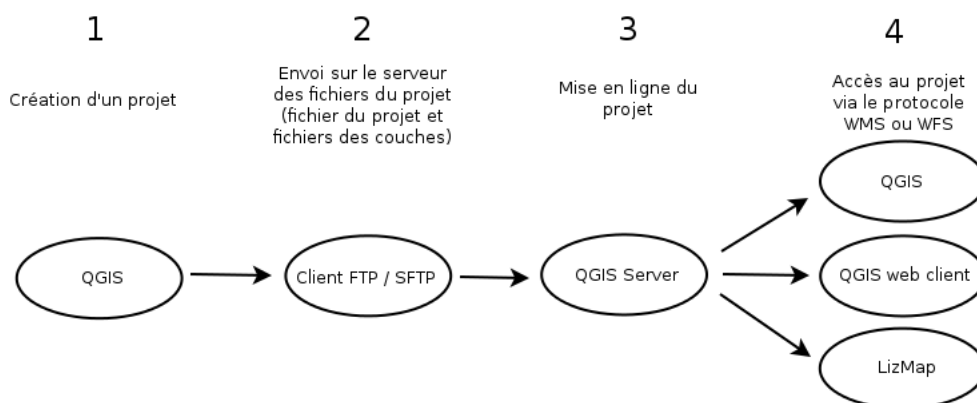 1
Création d'un projet
QGIS
2
Envoi sur le serveur
des fichiers du projet
(fichier du projet et
fichiers des couches)
Client FTP / SFTP
3
Mise en ligne du
projet
QGIS Server
4
Accès au projet
via le protocole
WMS ou WFS
QGIS
QGIS web client
LizMap